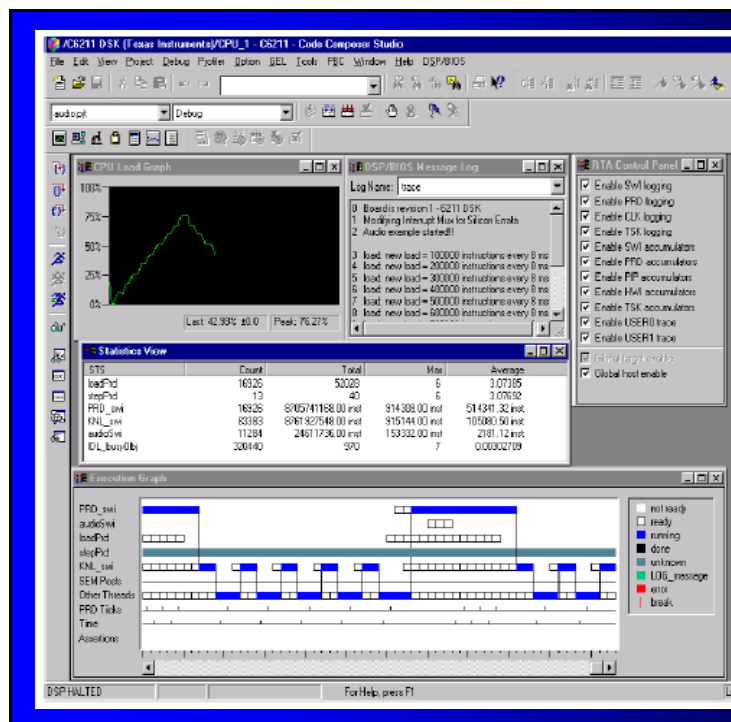 /C6211 DSK (Texas Instruments)/CPU_1 - C6211 - Code Composer Studio
File Edit View Project Debug Profiler Option GEL Tools PBC Window Help DSP/BIOS
audio.pjt Debug
CPU Load Graph
100%
75%
50%
25%
0%
Last: 42.98% ±0.0 Peak: 76.27%
DSP/BIOS Message Log
Log Name: trace
0 Board is revision 1 - 6211 DSK
1 Modifying Interrupt Mux for Silicon Errata
2 Audio example started!!
3 load: new load = 100000 instructions every 8 ms
4 load: new load = 200000 instructions every 8 ms
5 load: new load = 300000 instructions every 8 ms
6 load: new load = 400000 instructions every 8 ms
7 load: new load = 500000 instructions every 8 ms
8 load: new load = 600000 instructions every 8 ms
RTA Control Panel
Enable SWI logging
Enable PRD logging
Enable CLK logging
Enable TSK logging
Enable SWI accumulators
Enable PRD accumulators
Enable PIP accumulators
Enable HWI accumulators
Enable TSK accumulators
Enable USER0 trace
Enable USER1 trace
Global target enable
Global host enable
Statistics View
STS Count Total Max Average
loadPrd 16926 52028 6 3.07385
stepPrd 13 40 6 3.07692
PRD_swi 16926 8705741168.00 inst 914308.00 inst 514341.32 inst
KNL_swi 83383 8761927548.00 inst 915144.00 inst 105080.50 inst
audioSwi 11284 24611736.00 inst 153332.00 inst 2181.12 inst
IDL_busyObj 320440 970 7 0.00302709
Execution Graph
PRD_swi
audioSwi
loadPrd
stepPrd
KNL_swi
SEM Posts
Other Threads
PRD Ticks
Time
Assertions
not ready
ready
running
done
unknown
LOG_message
error
break
DSP HALTED For Help, press F1